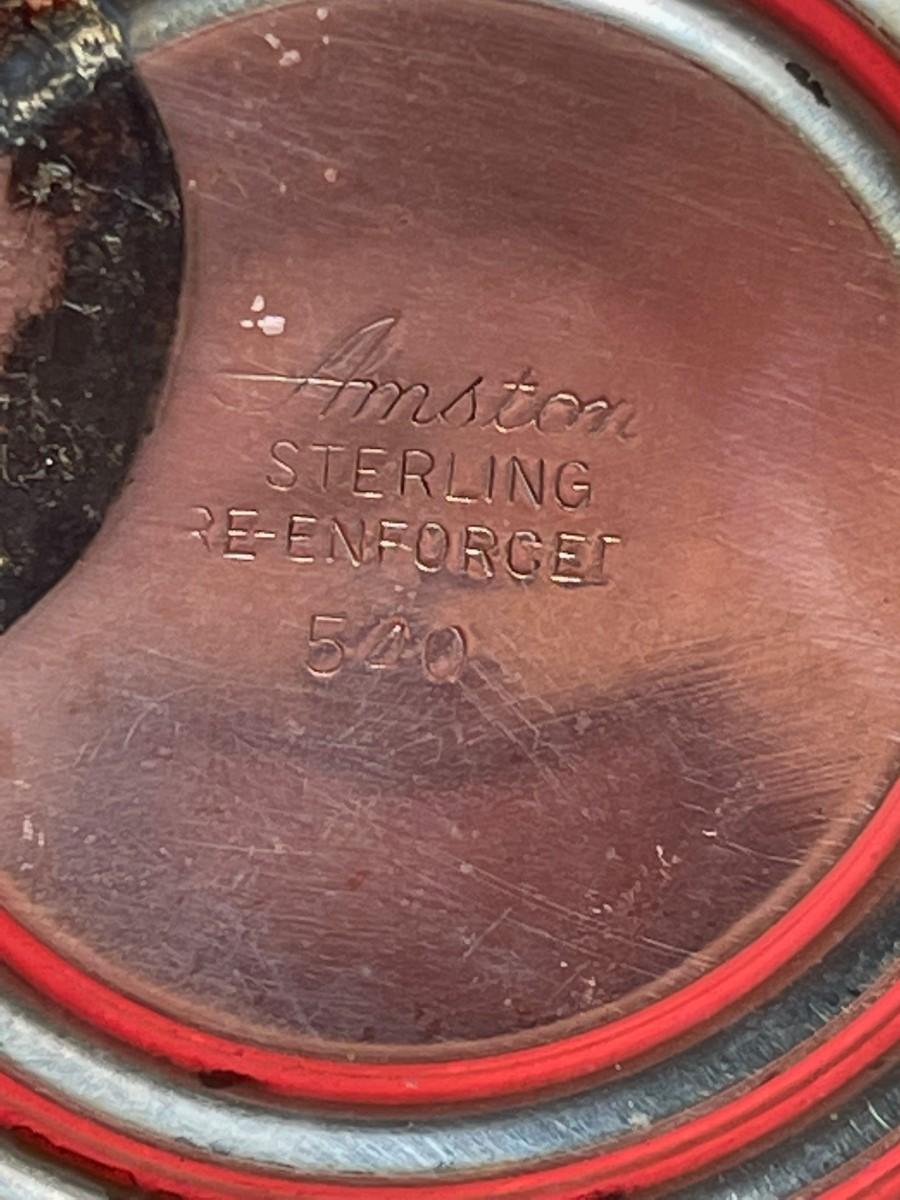 Amston
STERLING
RE-ENFORCED
540